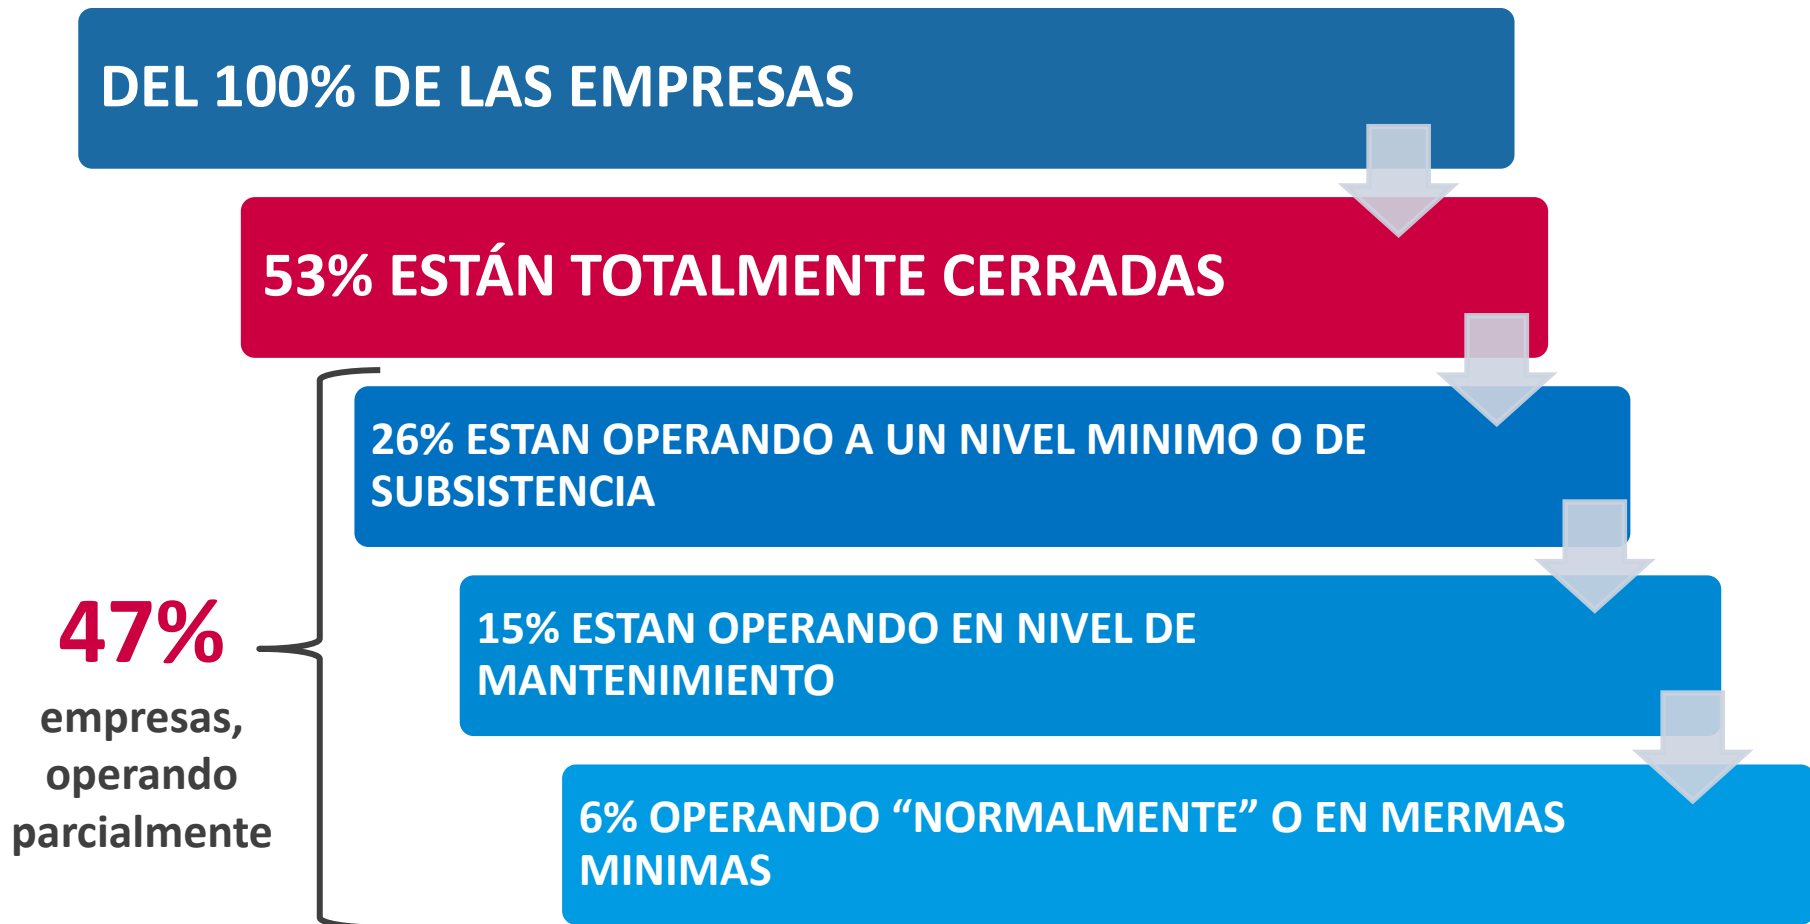 DEL 100% DE LAS EMPRESAS
53% ESTÁN TOTALMENTE CERRADAS
26% ESTAN OPERANDO A UN NIVEL MINIMO O DE
SUBSISTENCIA
15% ESTAN OPERANDO EN NIVEL DE
MANTENIMIENTO
6% OPERANDO “NORMALMENTE” O EN MERMAS
MINIMAS
47%
empresas,
operando
parcialmente